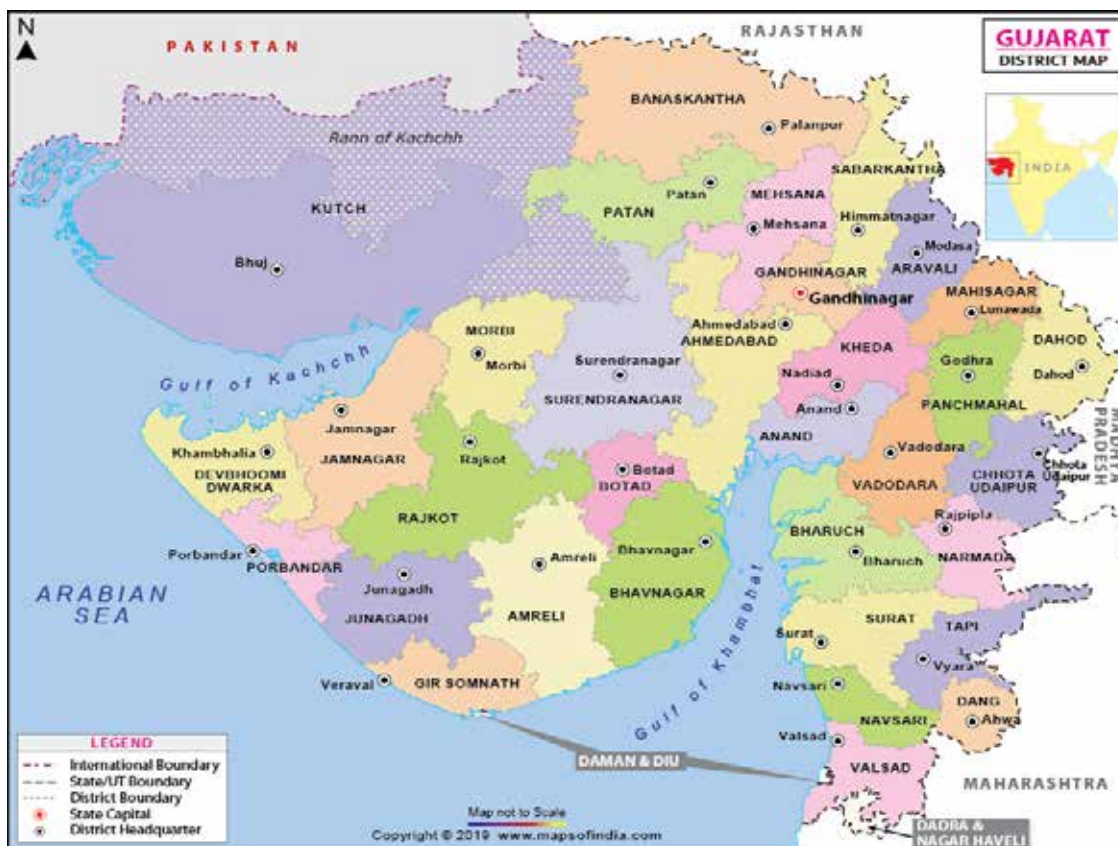 N
PAKISTAN
RAJASTHAN
GUJARAT
DISTRICT MAP
INDIA
BANASKANTHA
Palanpur
Rann of Kachchh
SABARKANTHA
Patan
MEHSANA
KUTCH
PATAN
Himmatnagar
Mehsana
Modasa
Bhuj
GANDHINAGAR
ARAVALI
Gandhinagar
MAHISAGAR
Lunawada
MORBI
Ahmedabad
AHMEDABAD
KHEDA
DAHOD
Gulf of Kachchh
Morbi
Surendranagar
Godhra
Dahod
Nadiad
SURENDRANAGAR
Anand
PANCHMAHAL
Jamnagar
ANAND
MADHYA
PRADESH
Khambhalia
JAMNAGAR
Rajkot
Vadodara
DEVBHOOMI
DWARKA
Botad
BOTAD
CHHOTA
UDAIPUR
Chhota
Udaipur
VADODARA
RAJKOT
Rajpipla
BHARUCH
Porbandar
PORBANDAR
Bhavnagar
Bharuch
NARMADA
Amreli
Junagadh
ARABIAN
SEA
BHAVNAGAR
JUNAGADH
AMRELI
SURAT
TAPI
Gulf of Khambhat
Surat
Vyara
Veraval
GIR SOMNATH
Navsari
DANG
NAVSARI
Ahwa
Valsad
DAMAN & DIU
VALSAD
MAHARASHTRA
LEGEND
International Boundary
State/UT Boundary
District Boundary
State Capital
District Headquarter
Map not to Scale
Copyright © 2019 www.mapsofindia.com
DADRA &
NAGAR HAVELI